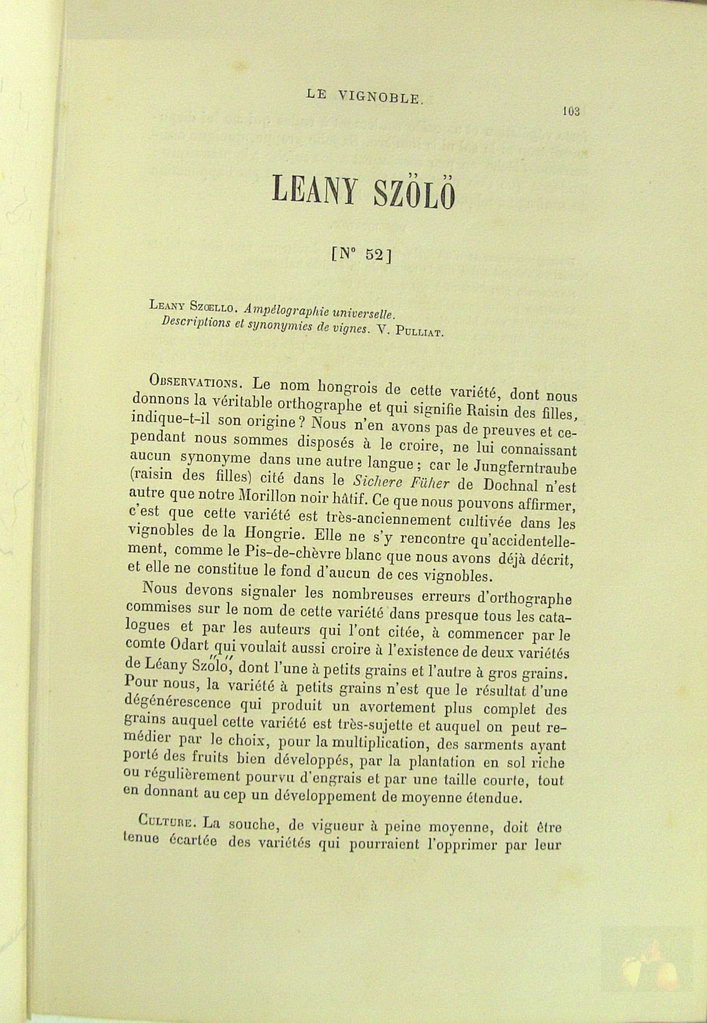 LE VIGNOBLE.
103
LEANY SZÖLÖ
[N° 52]
LEANY SZŒLLO. Ampélographie universelle.
Descriptions et synonymies de vignes. V. PULLIAT.
OBSERVATIONS. Le nom hongrois de cette variété, dont nous
donnons la véritable orthographe et qui signifie Raisin des filles,
indique-t-il son origine? Nous n'en avons pas de preuves et ce-
pendant nous sommes disposés à le croire, ne lui connaissant
aucun synonyme dans une autre langue; car le Jungferntraube
(raisin des filles) cité dans le Sichere Füher de Dochnal n'est
autre que notre Morillon noir hâtif. Ce que nous pouvons affirmer,
c'est que cette variété est très-anciennement cultivée dans les
vignobles de la Hongrie. Elle ne s'y rencontre qu'accidentelle-
ment, comme le Pis-de-chèvre blanc que nous avons déjà décrit,
et elle ne constitue le fond d'aucun de ces vignobles.
Nous devons signaler les nombreuses erreurs d'orthographe
commises sur le nom de cette variété dans presque tous les cata-
logues et par les auteurs qui l'ont citée, à commencer par le
comte Odart qui voulait aussi croire à l'existence de deux variétés
de Léany Szőlő, dont l'une à petits grains et l'autre à gros grains.
Pour nous, la variété à petits grains n'est que le résultat d'une
dégénérescence qui produit un avortement plus complet des
grains auquel cette variété est très-sujette et auquel on peut re-
médier par le choix, pour la multiplication, des sarments ayant
porté des fruits bien développés, par la plantation en sol riche
ou régulièrement pourvu d'engrais et par une taille courte, tout
en donnant au cep un développement de moyenne étendue.
CULTURE. La souche, de vigueur à peine moyenne, doit être
tenue écartée des variétés qui pourraient l'opprimer par leur